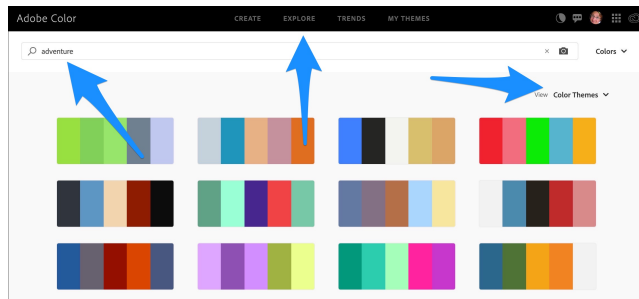 Adobe Color CREATE EXPLORE TRENDS MY THEMES
adventure × Colors
View Color Themes